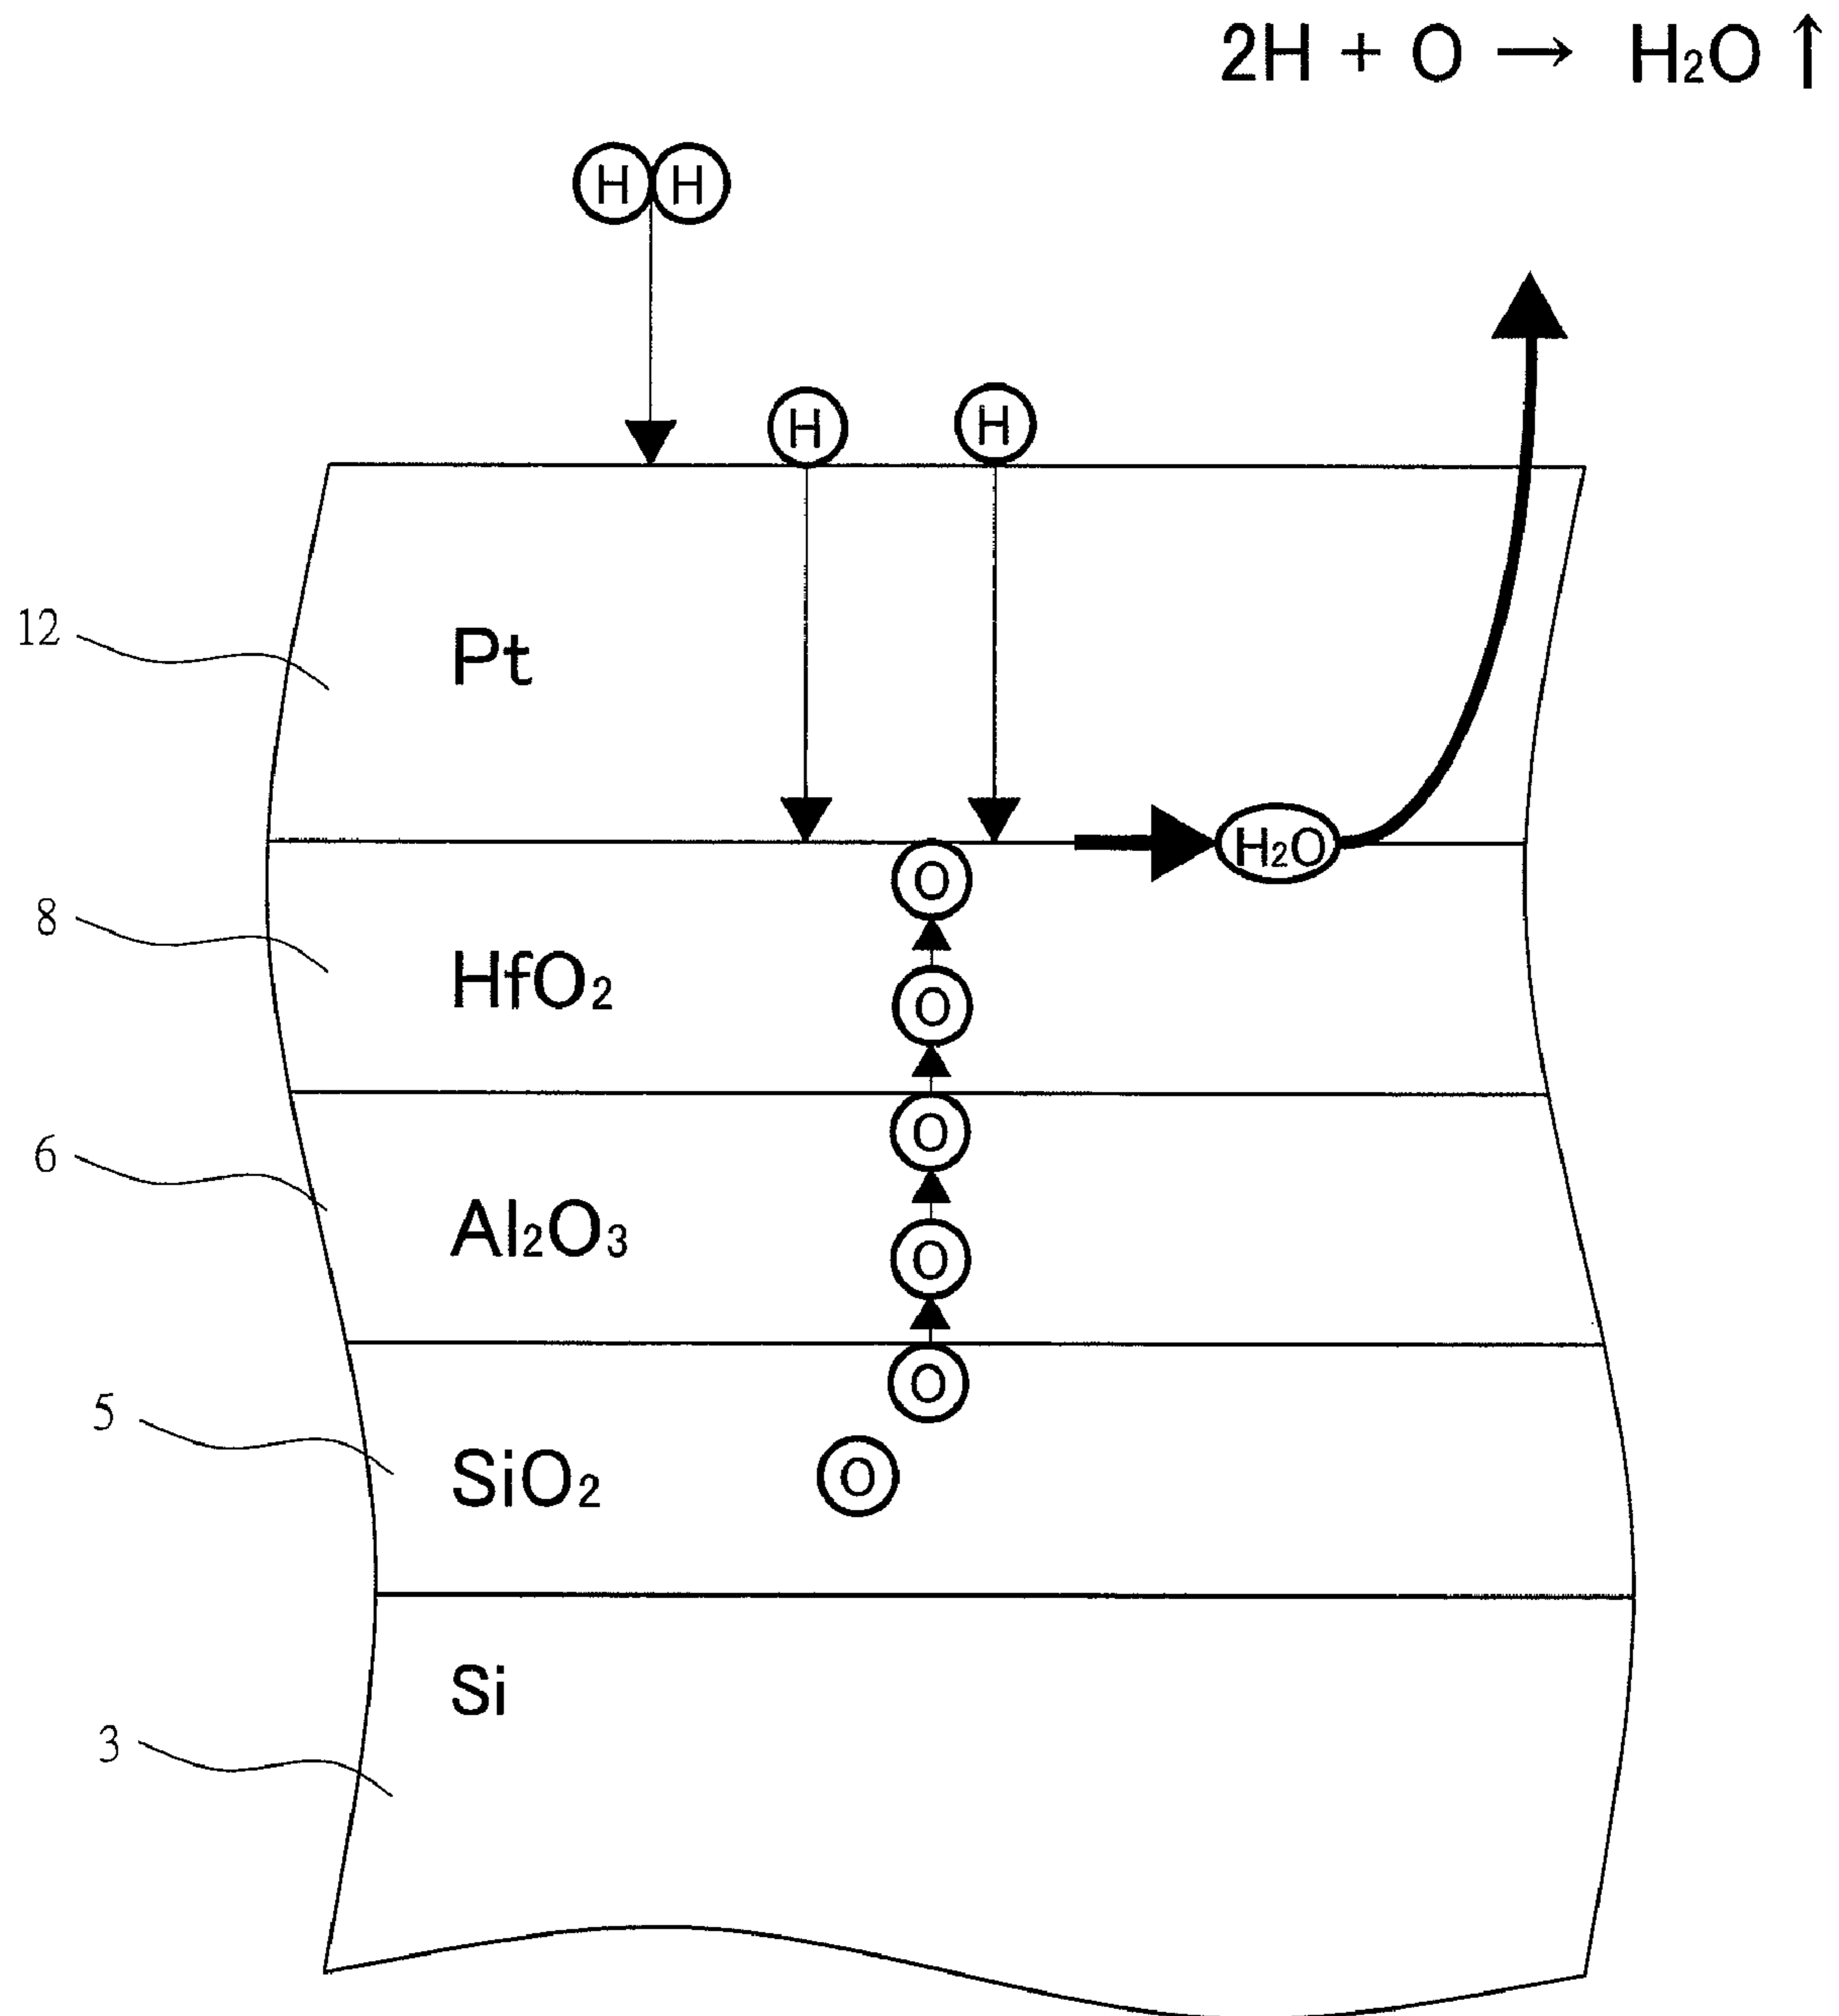 2H + O → H₂O ↑
H H
H H
12
Pt
H₂O
O
8
HfO₂
O
O
6
Al₂O₃
O
O
5
SiO₂
O
Si
3